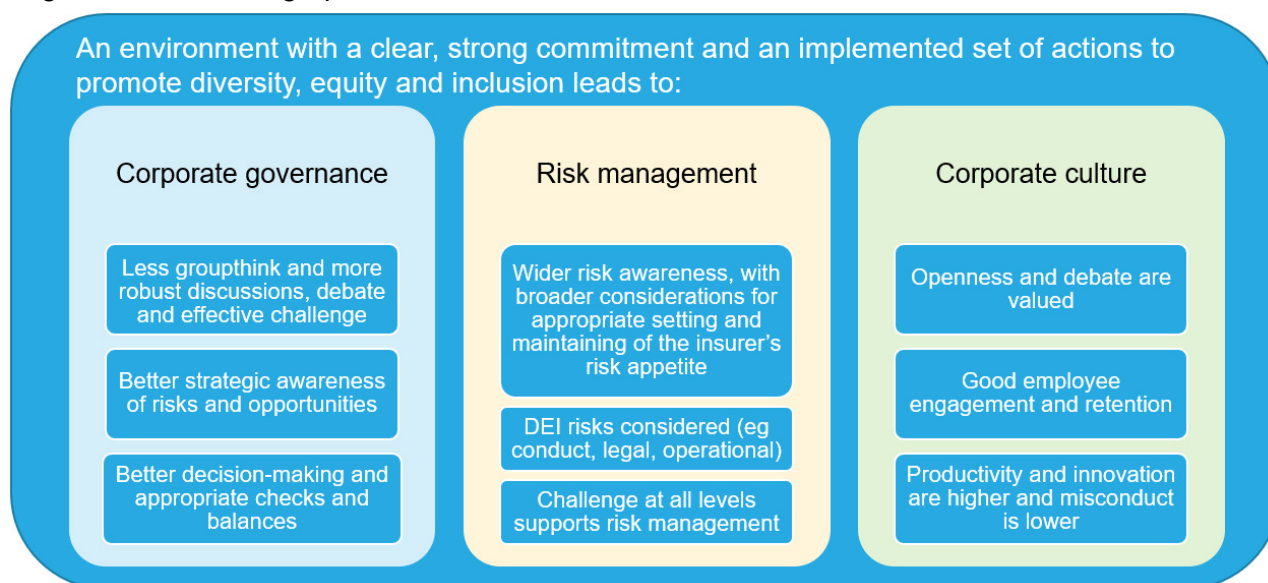 An environment with a clear, strong commitment and an implemented set of actions to
promote diversity, equity and inclusion leads to:
Corporate governance
Less groupthink and more
robust discussions, debate
and effective challenge
Better strategic awareness
of risks and opportunities
Better decision-making and
appropriate checks and
balances
Risk management
Wider risk awareness, with
broader considerations for
appropriate setting and
maintaining of the insurer's
risk appetite
DEI risks considered (eg
conduct, legal, operational)
Challenge at all levels
supports risk management
Corporate culture
Openness and debate are
valued
Good employee
engagement and retention
Productivity and innovation
are higher and misconduct
is lower